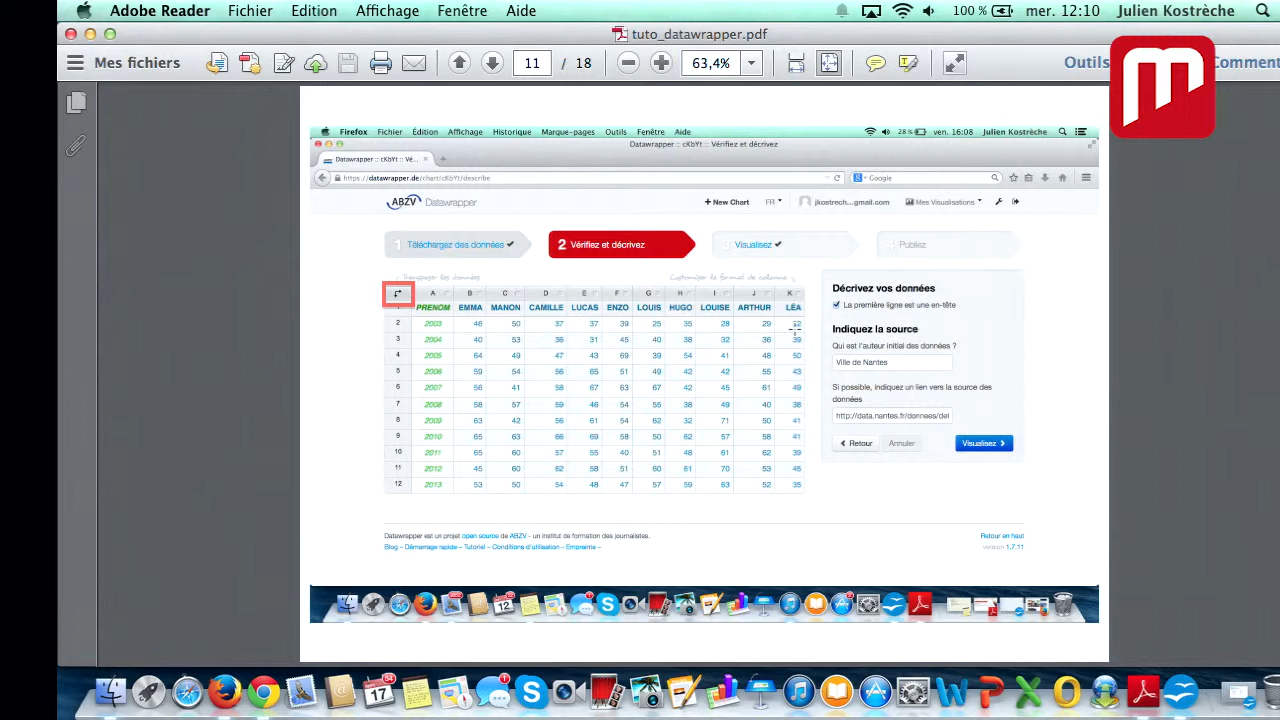 Adobe Reader Fichier Edition Affichage Fenêtre Aide 100 % mer. 12:10 Julien Kostrèche
tuto_datawrapper.pdf
Mes fichiers 11 / 18 63,4% Outils Comment
Firefox Fichier Édition Affichage Historique Marque-pages Outils Fenêtre Aide 28 % ven. 16:08 Julien Kostrèche
Datawrapper :: cKbYt :: Vérifiez et décrivez
Datawrapper :: cKbYt :: Vé...
https://datawrapper.de/chart/cKbYt/describe Google
ABZV Datawrapper + New Chart FR jkostrech...gmail.com Mes Visualisations
1 Téléchargez des données 2 Vérifiez et décrivez 3 Visualisez 4 Publiez
Transposer les données Customiser le format de colonne
A B C D E F G H I J K
PRENOM EMMA MANON CAMILLE LUCAS ENZO LOUIS HUGO LOUISE ARTHUR LÉA
2 2003 46 50 37 37 39 25 35 28 29
3 2004 40 53 36 31 45 40 38 32 36 39
4 2005 64 49 47 43 69 39 54 41 48 50
5 2006 59 54 56 65 51 49 42 42 55 43
6 2007 56 41 58 67 63 67 42 45 61 49
7 2008 58 57 59 46 54 55 38 49 40 38
8 2009 63 42 56 61 54 62 32 71 50 41
9 2010 65 63 66 69 58 50 62 57 58 41
10 2011 65 60 57 55 40 51 48 61 62 39
11 2012 45 60 62 58 51 60 61 70 53 45
12 2013 53 50 54 48 47 57 59 63 52 35
Décrivez vos données
La première ligne est une en-tête
Indiquez la source
Qui est l'auteur initial des données ?
Ville de Nantes
Si possible, indiquez un lien vers la source des
données
http://data.nantes.fr/donnees/det
Retour Annuler Visualisez
Datawrapper est un projet open source de ABZV - un institut de formation des journalistes.
Retour en haut
Blog – Démarrage rapide – Tutoriel – Conditions d'utilisation – Empreinte –
version 1.7.11
12
54
17
1